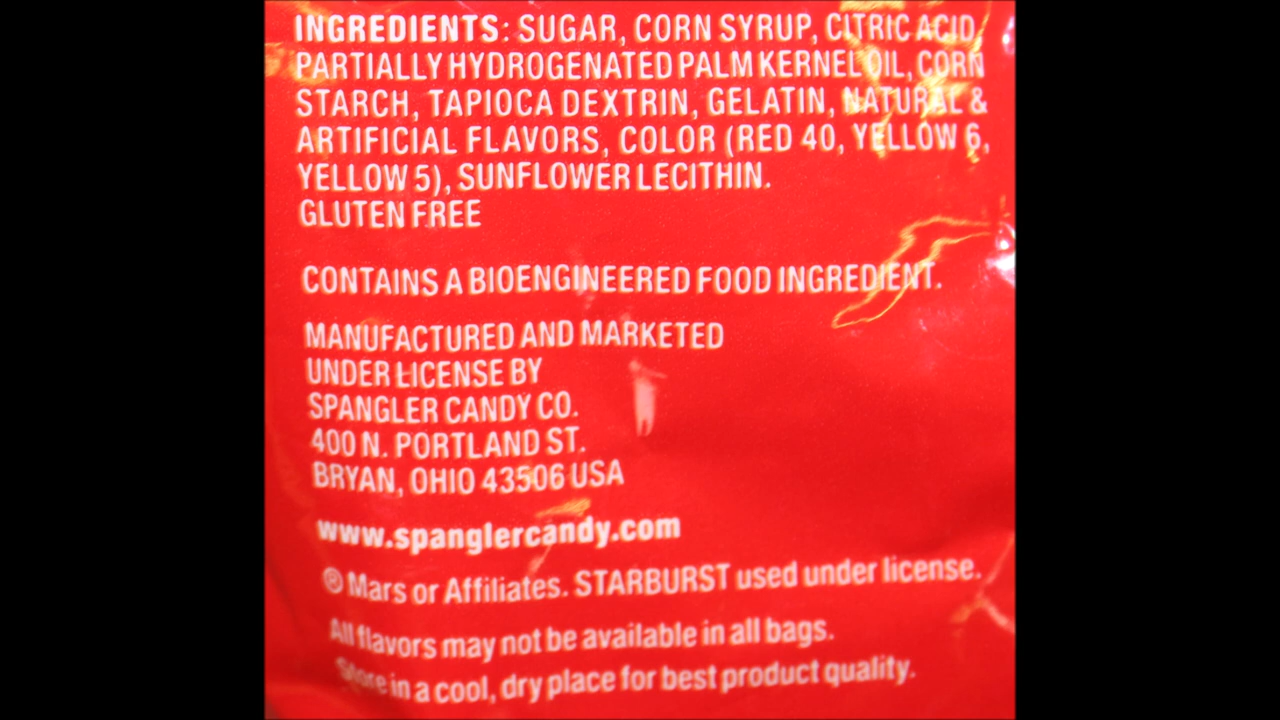 INGREDIENTS: SUGAR, CORN SYRUP, CITRIC ACID,
PARTIALLY HYDROGENATED PALM KERNEL OIL, CORN
STARCH, TAPIOCA DEXTRIN, GELATIN, NATURAL &
ARTIFICIAL FLAVORS, COLOR (RED 40, YELLOW 6,
YELLOW 5), SUNFLOWER LECITHIN.
GLUTEN FREE
CONTAINS A BIOENGINEERED FOOD INGREDIENT.
MANUFACTURED AND MARKETED
UNDER LICENSE BY
SPANGLER CANDY CO.
400 N. PORTLAND ST.
BRYAN, OHIO 43506 USA
www.spanglercandy.com
® Mars or Affiliates. STARBURST used under license.
All flavors may not be available in all bags.
Store in a cool, dry place for best product quality.